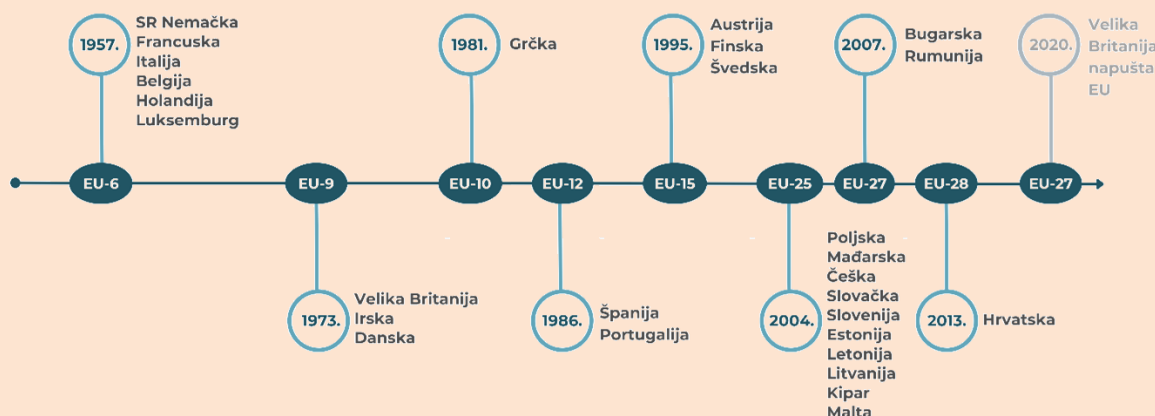 1957.
SR Nemačka
Francuska
Italija
Belgija
Holandija
Luksemburg
1981.
Grčka
1995.
Austrija
Finska
Švedska
2007.
Bugarska
Rumunija
2020.
Velika
Britanija
napušta
EU
EU-6
EU-9
EU-10
EU-12
EU-15
EU-25
EU-27
EU-28
EU-27
1973.
Velika Britanija
Irska
Danska
1986.
Španija
Portugalija
2004.
Poljska
Mađarska
Češka
Slovačka
Slovenija
Estonija
Letonija
Litvanija
Kipar
Malta
2013.
Hrvatska